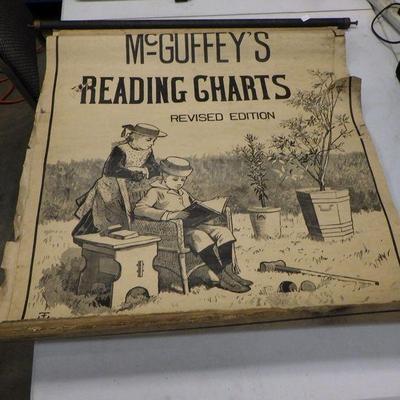 McGUFFEY'S
READING CHARTS
REVISED EDITION